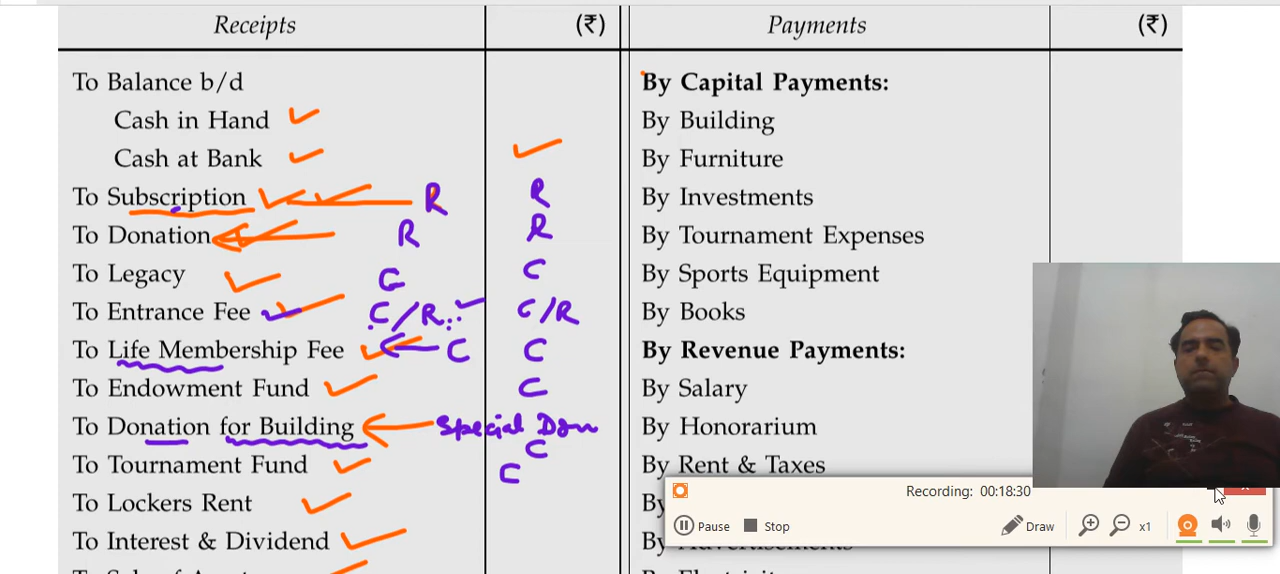 Receipts (₹) Payments (₹)
To Balance b/d By Capital Payments:
Cash in Hand By Building
Cash at Bank By Furniture
To Subscription R R By Investments
To Donation R R By Tournament Expenses
To Legacy C C By Sports Equipment
To Entrance Fee C/R C/R By Books
To Life Membership Fee C C By Revenue Payments:
To Endowment Fund C By Salary
To Donation for Building Special Don By Honorarium
C
To Tournament Fund C By Rent & Taxes
To Lockers Rent By
Recording: 00:18:30
Pause Stop Draw x1
To Interest & Dividend By Advertisements